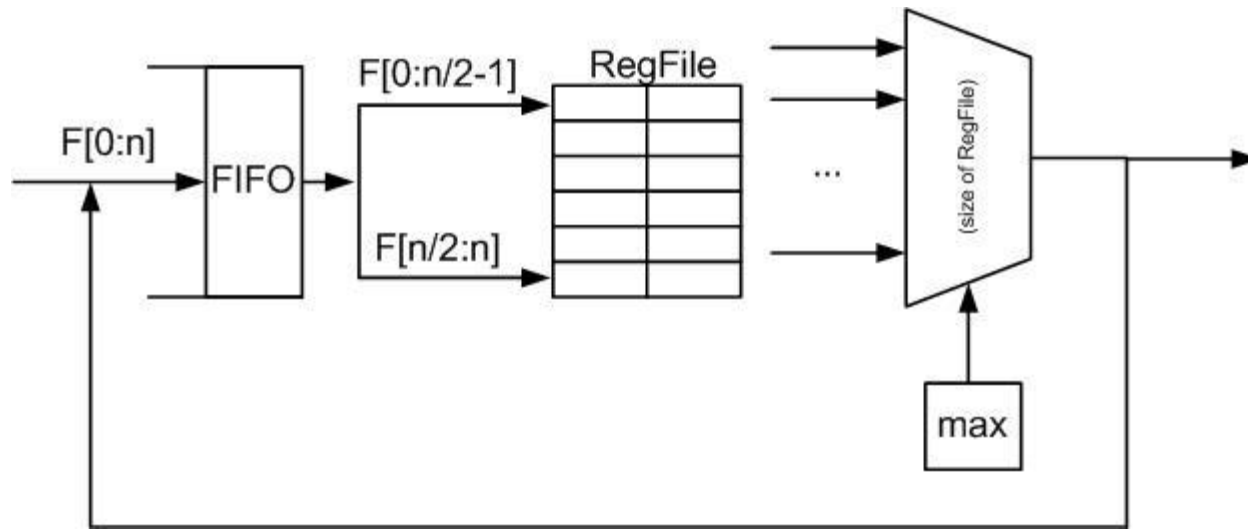 F[0:n/2-1]
RegFile
F[0:n]
FIFO
...
(size of RegFile)
F[n/2:n]
max